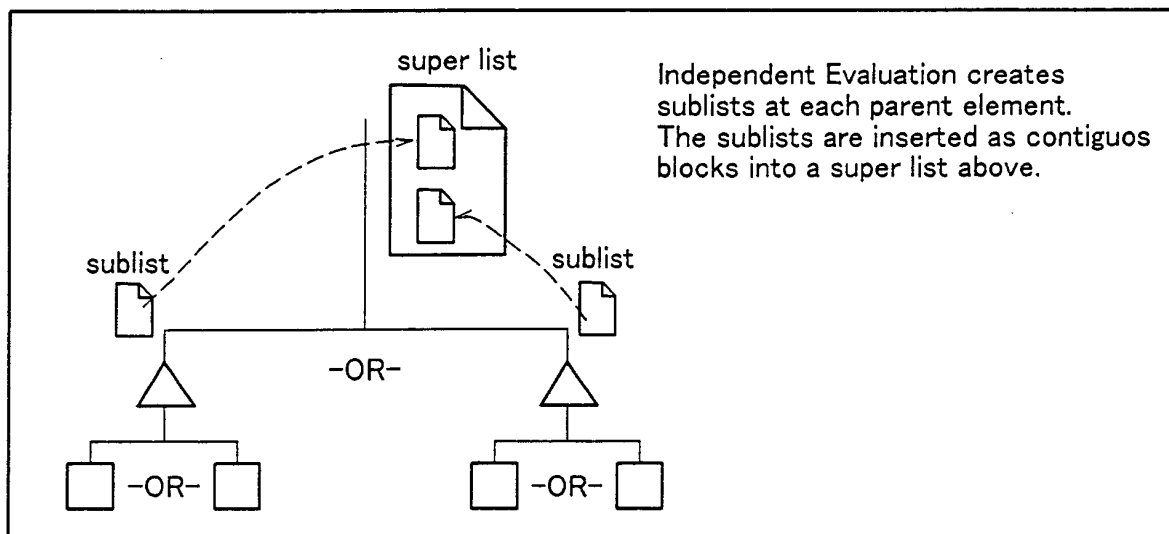 super list
Independent Evaluation creates
sublists at each parent element.
The sublists are inserted as contiguos
blocks into a super list above.
sublist
sublist
-OR-
-OR-
-OR-